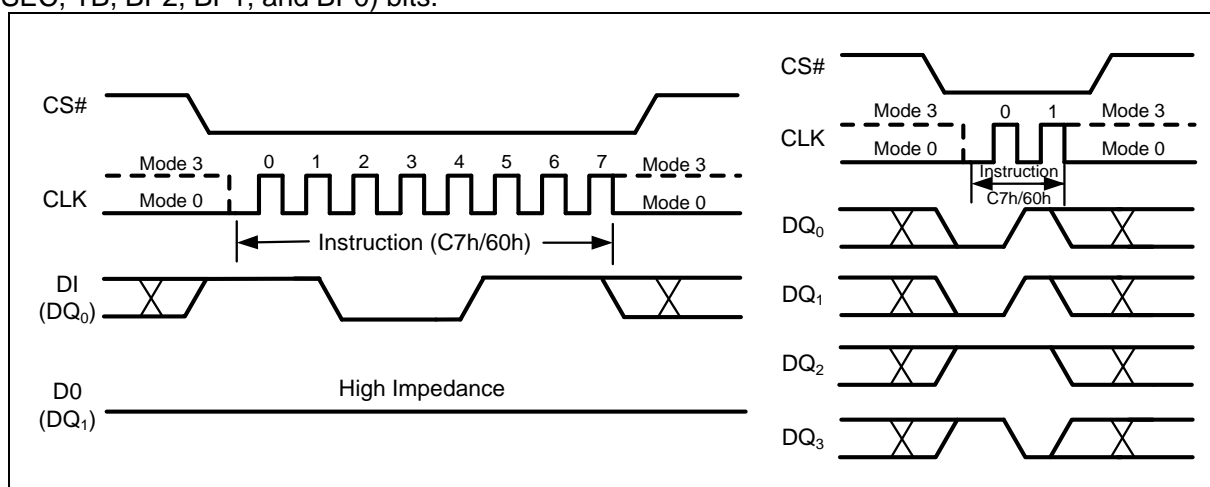 SEC, TB, BP2, BP1, and BP0) bits.
CS#
Mode 3 0 1 2 3 4 5 6 7 Mode 3
CLK
Mode 0 Mode 0
Instruction (C7h/60h)
DI
(DQ0)
High Impedance
D0
(DQ1)
CS#
Mode 3 0 1 Mode 3
CLK
Mode 0 Mode 0
Instruction
C7h/60h
DQ0
DQ1
DQ2
DQ3